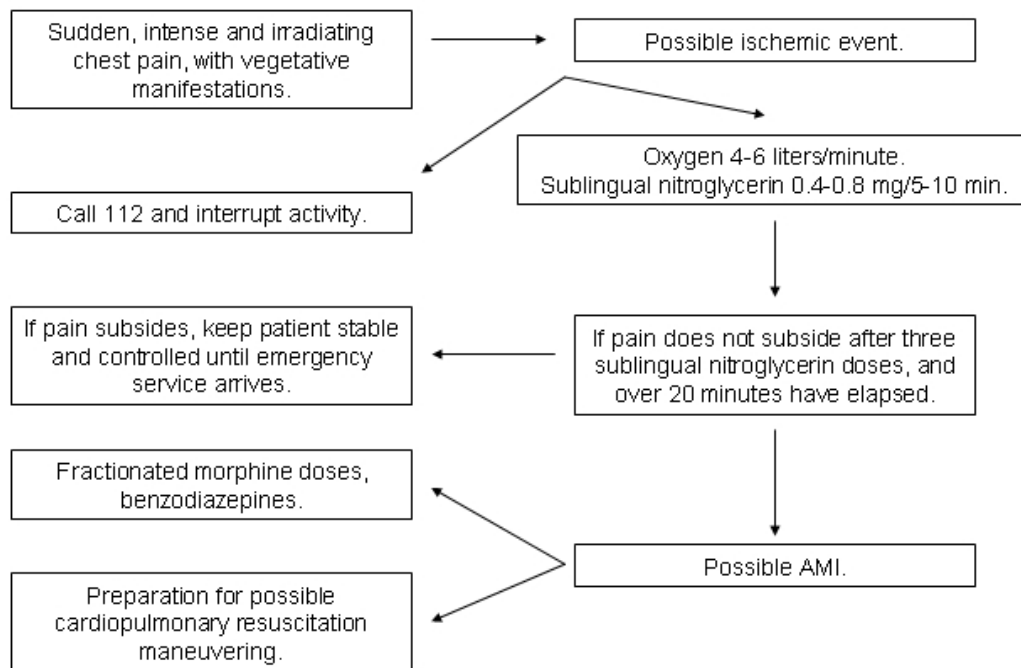 Sudden, intense and irradiating
chest pain, with vegetative
manifestations.
Possible ischemic event.
Oxygen 4-6 liters/minute.
Sublingual nitroglycerin 0.4-0.8 mg/5-10 min.
Call 112 and interrupt activity.
If pain subsides, keep patient stable
and controlled until emergency
service arrives.
If pain does not subside after three
sublingual nitroglycerin doses, and
over 20 minutes have elapsed.
Fractionated morphine doses,
benzodiazepines.
Possible AMI.
Preparation for possible
cardiopulmonary resuscitation
maneuvering.